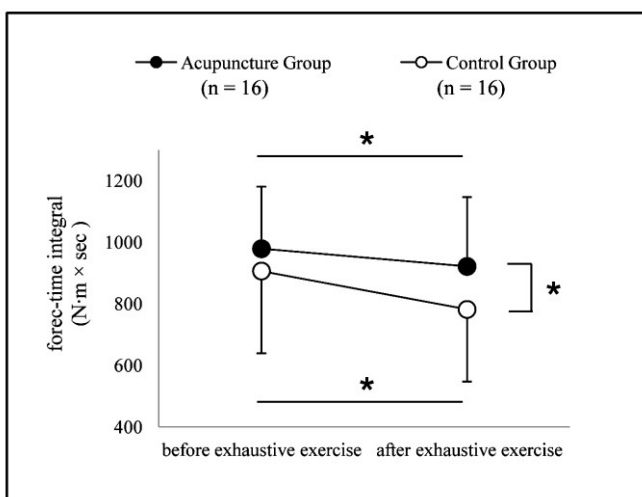 Acupuncture Group
(n = 16)
Control Group
(n = 16)
*
1200
1000
800
600
400
forec-time integral
(N·m × sec )
*
*
before exhaustive exercise
after exhaustive exercise